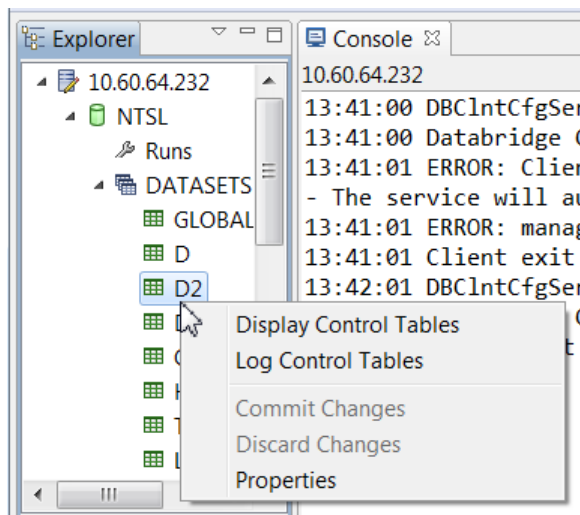 Explorer
10.60.64.232
NTSL
Runs
DATASETS
GLOBAL
D
D2
Display Control Tables
Log Control Tables
Commit Changes
Discard Changes
Properties
Console
10.60.64.232
13:41:00 DBClntCfgSer
13:41:00 Databridge
13:41:01 ERROR: Clien
- The service will au
13:41:01 ERROR: manag
13:41:01 Client exit
13:42:01 DBClntCfgSer